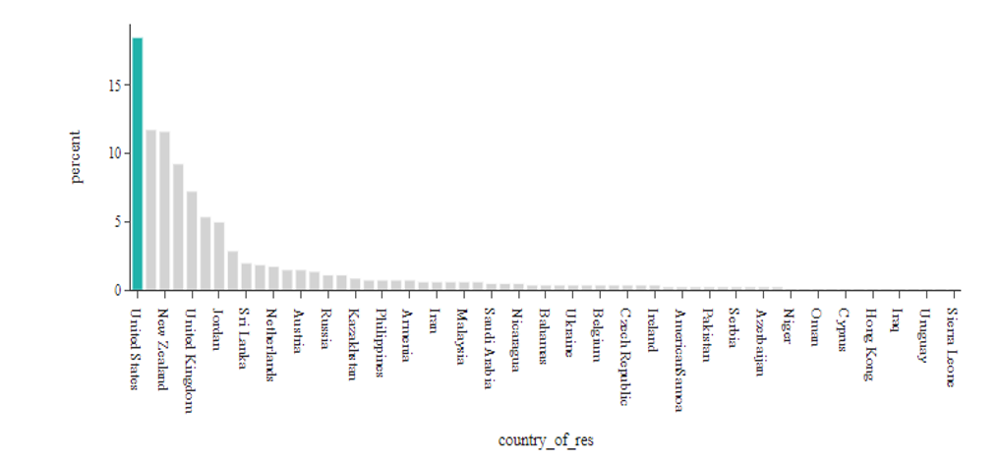 percent
15
10
5
0
United States
New Zealand
United Kingdom
Jordan
Sri Lanka
Netherlands
Austria
Russia
Kazakhstan
Philippines
Armenia
Iran
Malaysia
Saudi Arabia
Nicaragua
Bahamas
Ukraine
Belgium
Czech Republic
Ireland
AmericanSamoa
Pakistan
Serbia
Azerbaijan
Niger
Oman
Cyprus
Hong Kong
Iraq
Uruguay
Sierra Leone
country_of_res